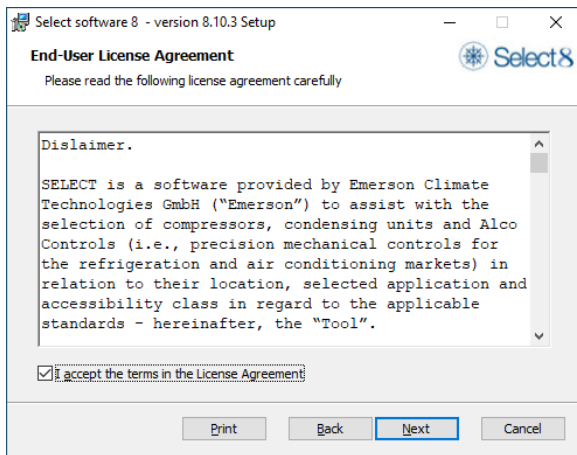 Select software 8 - version 8.10.3 Setup
End-User License Agreement
Please read the following license agreement carefully
Select8
Dislaimer.
SELECT is a software provided by Emerson Climate
Technologies GmbH (“Emerson”) to assist with the
selection of compressors, condensing units and Alco
Controls (i.e., precision mechanical controls for
the refrigeration and air conditioning markets) in
relation to their location, selected application and
accessibility class in regard to the applicable
standards – hereinafter, the “Tool”.
I accept the terms in the License Agreement
Print Back Next Cancel